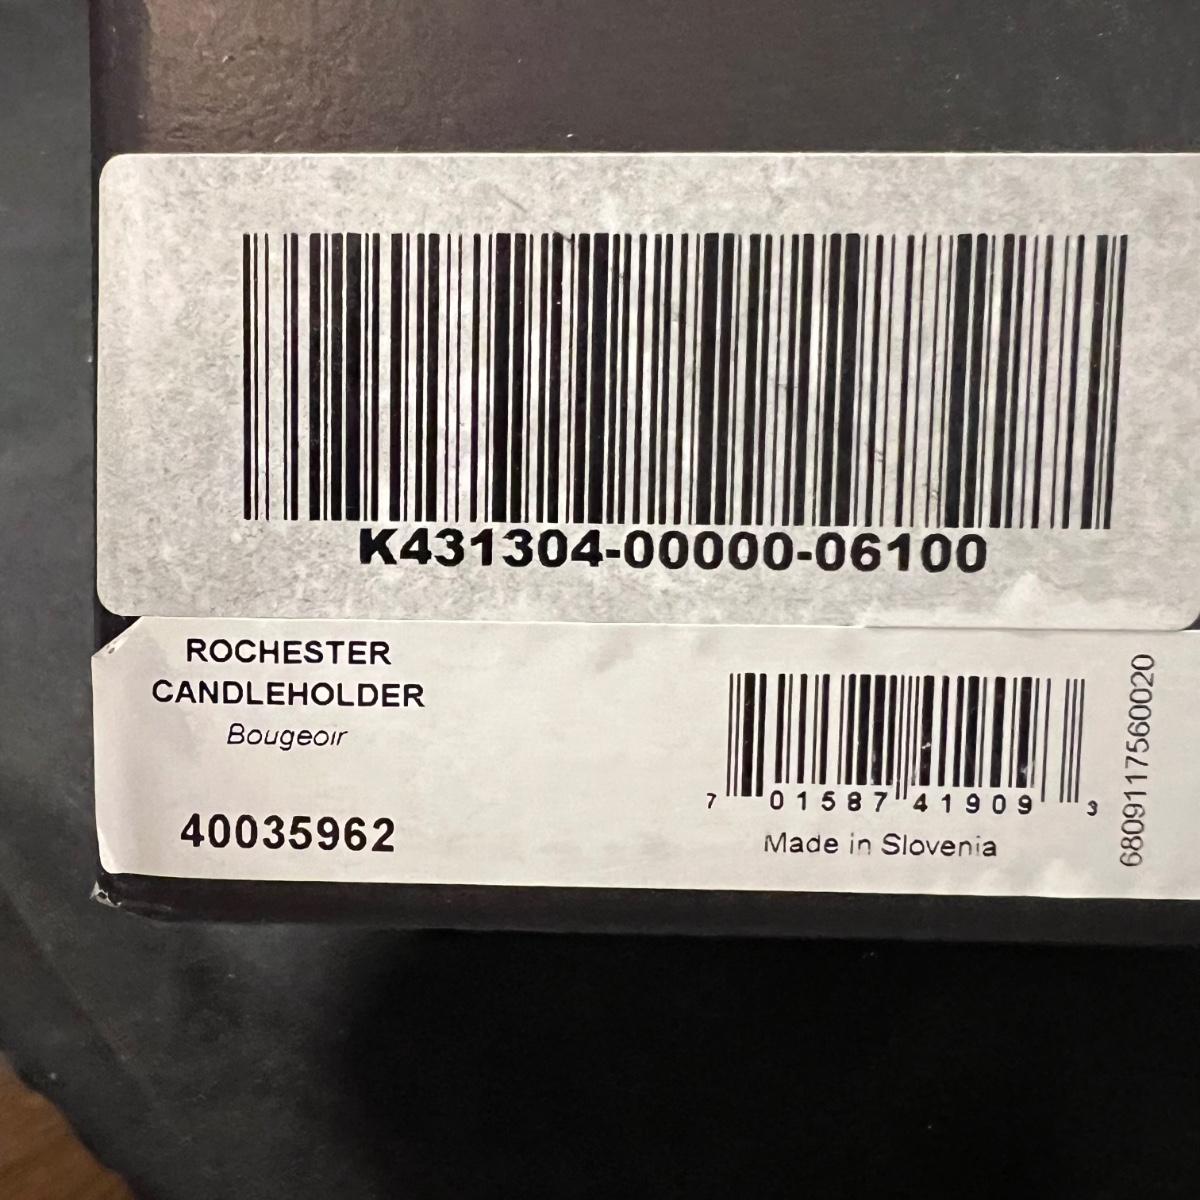 K431304-00000-06100
ROCHESTER
CANDLEHOLDER
Bougeoir
40035962
7 01587 41909 3
Made in Slovenia
6809117560020